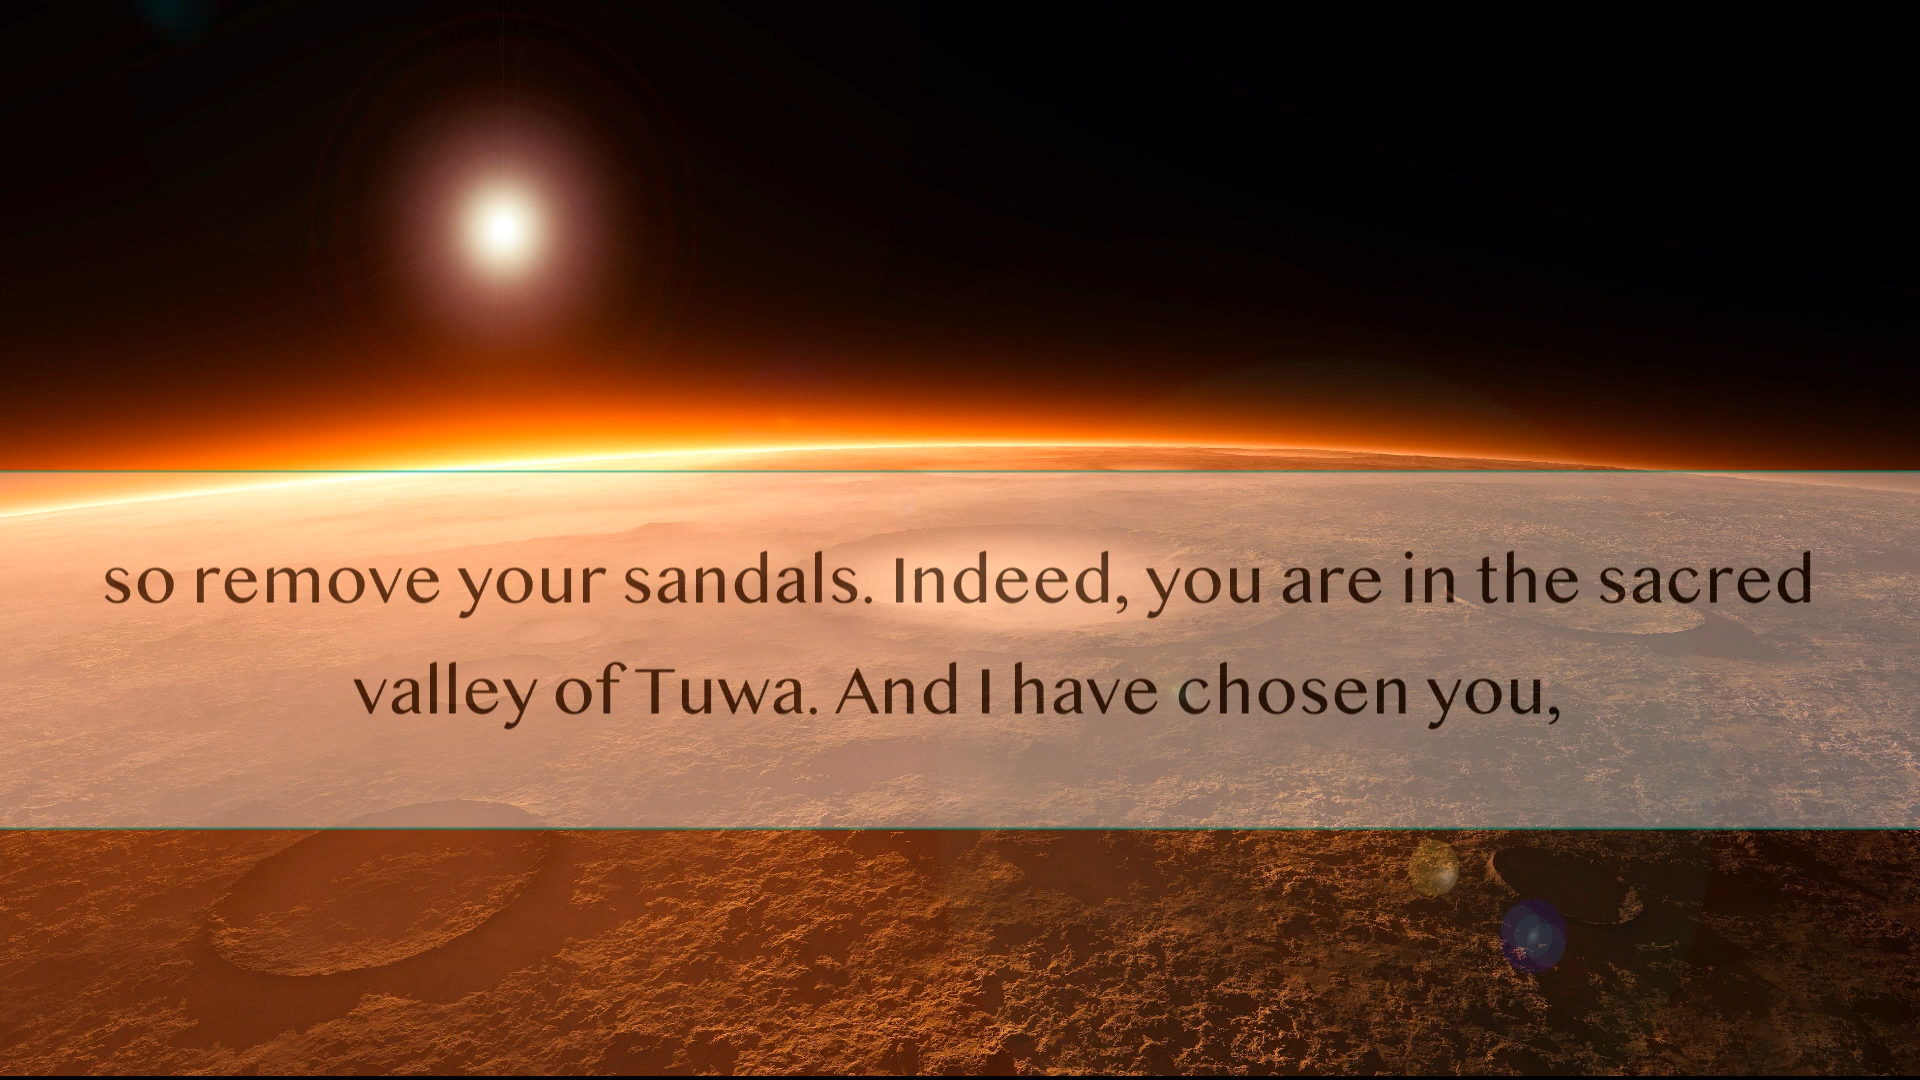 so remove your sandals. Indeed, you are in the sacred
valley of Tuwa. And I have chosen you,